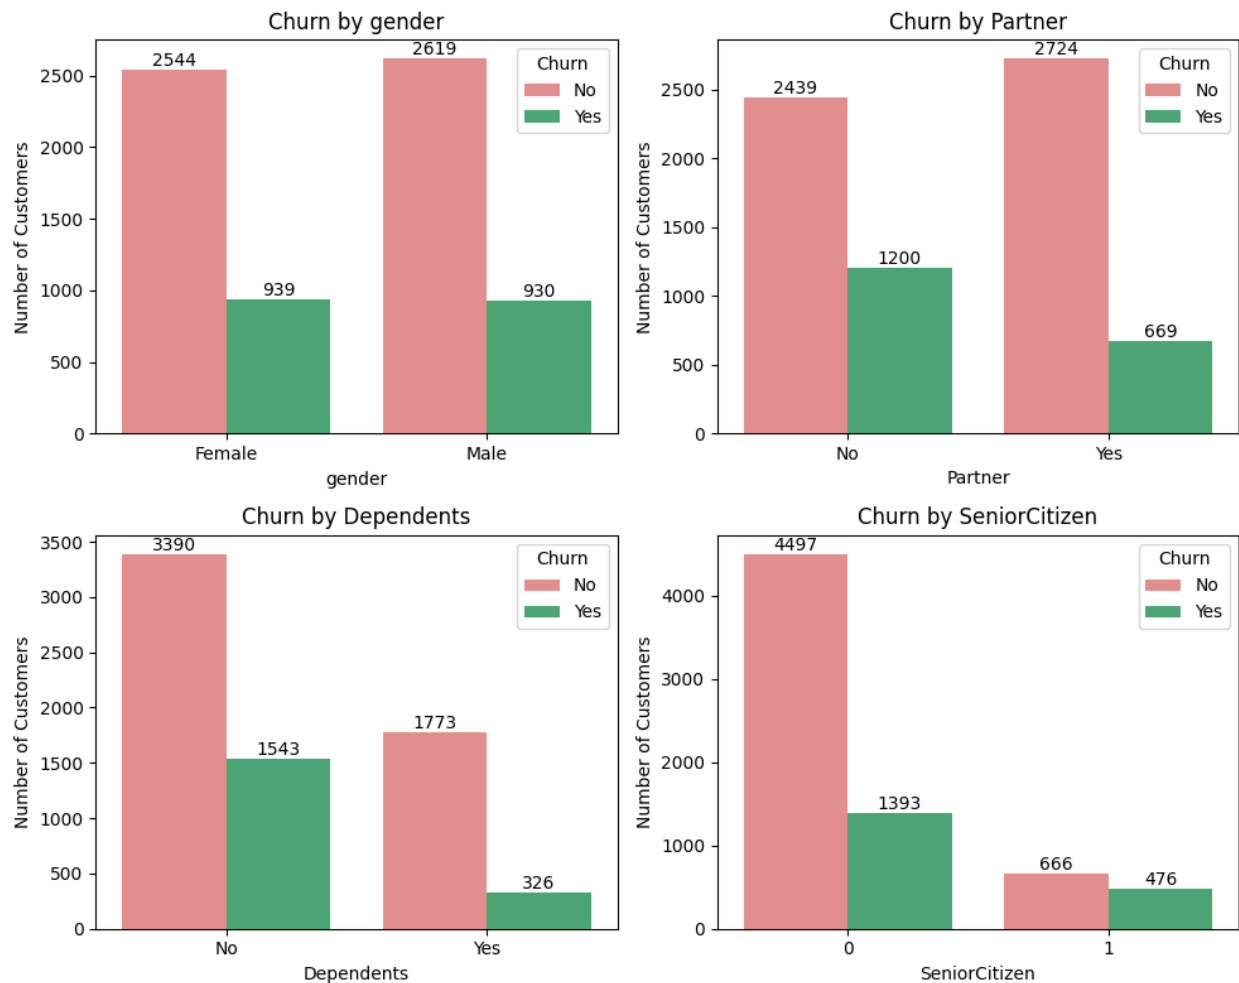 Churn by gender
2544
2619
939
930
Churn
No
Yes
2500
2000
1500
1000
500
0
Number of Customers
Female
Male
gender
Churn by Partner
2439
2724
1200
669
Churn
No
Yes
2500
2000
1500
1000
500
0
Number of Customers
No
Yes
Partner
Churn by Dependents
3390
1543
1773
326
Churn
No
Yes
3500
3000
2500
2000
1500
1000
500
0
Number of Customers
No
Yes
Dependents
Churn by SeniorCitizen
4497
1393
666
476
Churn
No
Yes
4000
3000
2000
1000
0
Number of Customers
0
1
SeniorCitizen